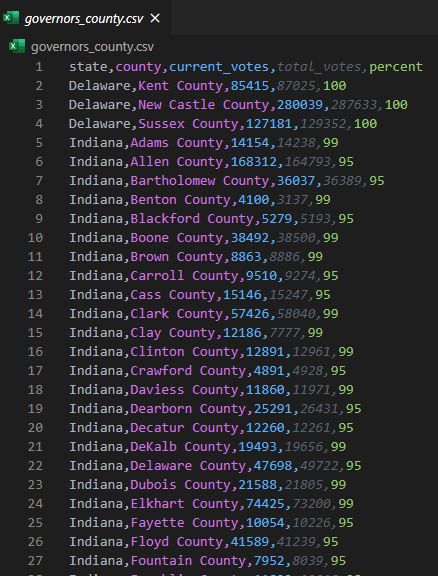 governors_county.csv
governors_county.csv
1 state,county,current_votes,total_votes,percent
2 Delaware,Kent County,85415,87025,100
3 Delaware,New Castle County,280039,287633,100
4 Delaware,Sussex County,127181,129352,100
5 Indiana,Adams County,14154,14238,99
6 Indiana,Allen County,168312,164793,95
7 Indiana,Bartholomew County,36037,36389,95
8 Indiana,Benton County,4100,3137,99
9 Indiana,Blackford County,5279,5193,95
10 Indiana,Boone County,38492,38500,99
11 Indiana,Brown County,8863,8886,99
12 Indiana,Carroll County,9510,9274,95
13 Indiana,Cass County,15146,15247,95
14 Indiana,Clark County,57426,58040,99
15 Indiana,Clay County,12186,7777,99
16 Indiana,Clinton County,12891,12961,99
17 Indiana,Crawford County,4891,4928,95
18 Indiana,Daviess County,11860,11971,99
19 Indiana,Dearborn County,25291,26431,95
20 Indiana,Decatur County,12260,12261,95
21 Indiana,DeKalb County,19493,19656,99
22 Indiana,Delaware County,47698,49722,95
23 Indiana,Dubois County,21588,21805,99
24 Indiana,Elkhart County,74425,73200,99
25 Indiana,Fayette County,10054,10226,95
26 Indiana,Floyd County,41589,41239,95
27 Indiana,Fountain County,7952,8039,95